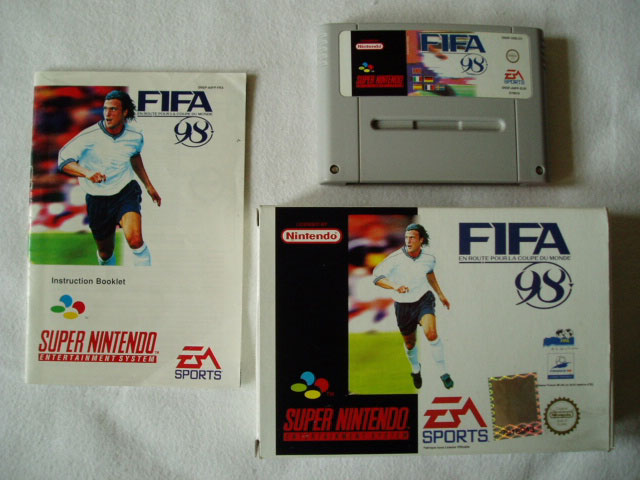 FIFA
EN ROUTE POUR LA COUPE DU MONDE
98
Instruction Booklet
SUPER NINTENDO
ENTERTAINMENT SYSTEM
EA
SPORTS
Nintendo
FIFA
98
SUPER NINTENDO
EA
SPORTS
LICENSED BY
Nintendo
FIFA
EN ROUTE POUR LA COUPE DU MONDE
98
SUPER NINTENDO
ENTERTAINMENT SYSTEM
EA
SPORTS